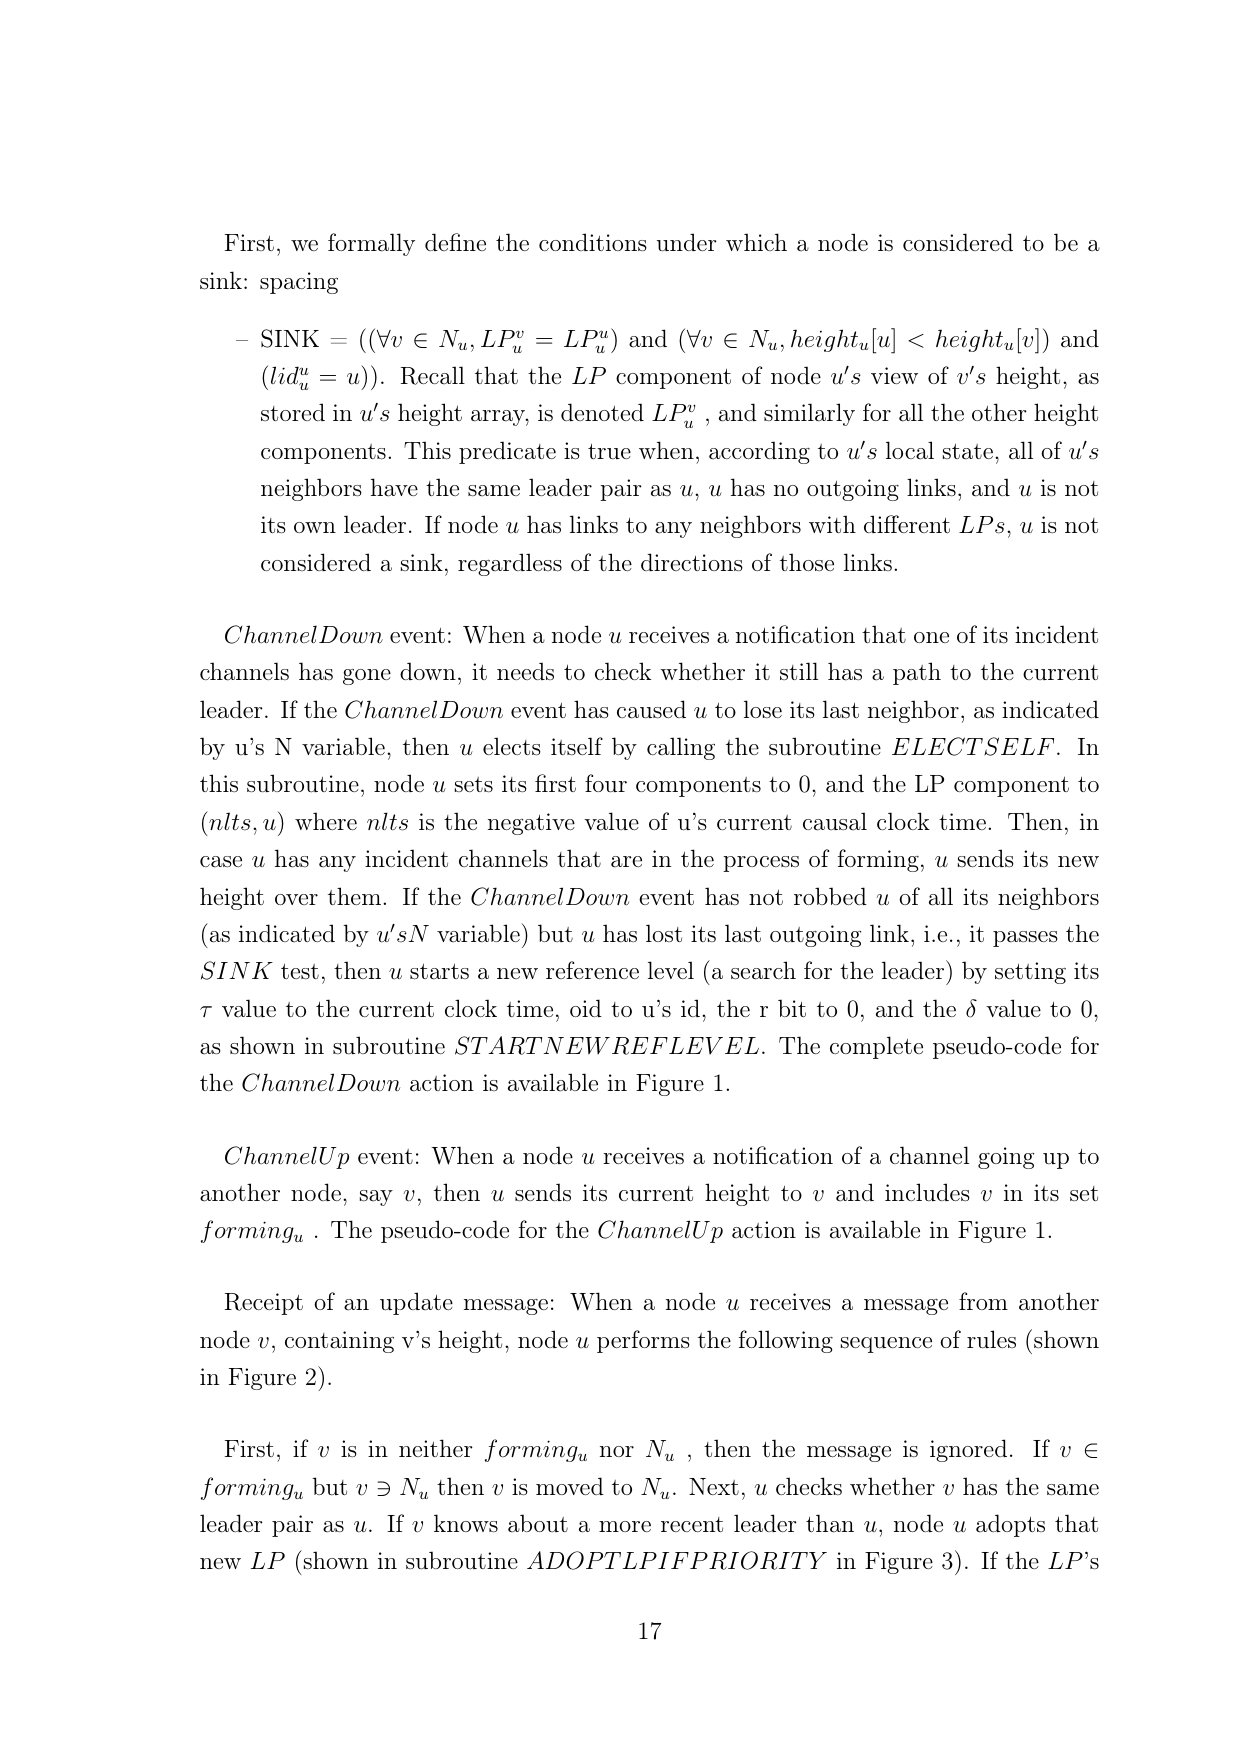 First, we formally define the conditions under which a node is considered to be a
sink: spacing
– SINK = ((∀v ∈ N_u, LP_u^v = LP_u^u) and (∀v ∈ N_u, height_u[u] < height_u[v]) and
(lid_u^u = u)). Recall that the LP component of node u′s view of v′s height, as
stored in u′s height array, is denoted LP_u^v , and similarly for all the other height
components. This predicate is true when, according to u′s local state, all of u′s
neighbors have the same leader pair as u, u has no outgoing links, and u is not
its own leader. If node u has links to any neighbors with different LPs, u is not
considered a sink, regardless of the directions of those links.
ChannelDown event: When a node u receives a notification that one of its incident
channels has gone down, it needs to check whether it still has a path to the current
leader. If the ChannelDown event has caused u to lose its last neighbor, as indicated
by u's N variable, then u elects itself by calling the subroutine ELECTSELF. In
this subroutine, node u sets its first four components to 0, and the LP component to
(nlts, u) where nlts is the negative value of u's current causal clock time. Then, in
case u has any incident channels that are in the process of forming, u sends its new
height over them. If the ChannelDown event has not robbed u of all its neighbors
(as indicated by u′sN variable) but u has lost its last outgoing link, i.e., it passes the
SINK test, then u starts a new reference level (a search for the leader) by setting its
τ value to the current clock time, oid to u's id, the r bit to 0, and the δ value to 0,
as shown in subroutine STARTNEWREFLEVEL. The complete pseudo-code for
the ChannelDown action is available in Figure 1.
ChannelUp event: When a node u receives a notification of a channel going up to
another node, say v, then u sends its current height to v and includes v in its set
forming_u . The pseudo-code for the ChannelUp action is available in Figure 1.
Receipt of an update message: When a node u receives a message from another
node v, containing v's height, node u performs the following sequence of rules (shown
in Figure 2).
First, if v is in neither forming_u nor N_u , then the message is ignored. If v ∈
forming_u but v ∋ N_u then v is moved to N_u. Next, u checks whether v has the same
leader pair as u. If v knows about a more recent leader than u, node u adopts that
new LP (shown in subroutine ADOPTLPIFPRIORITY in Figure 3). If the LP's
17